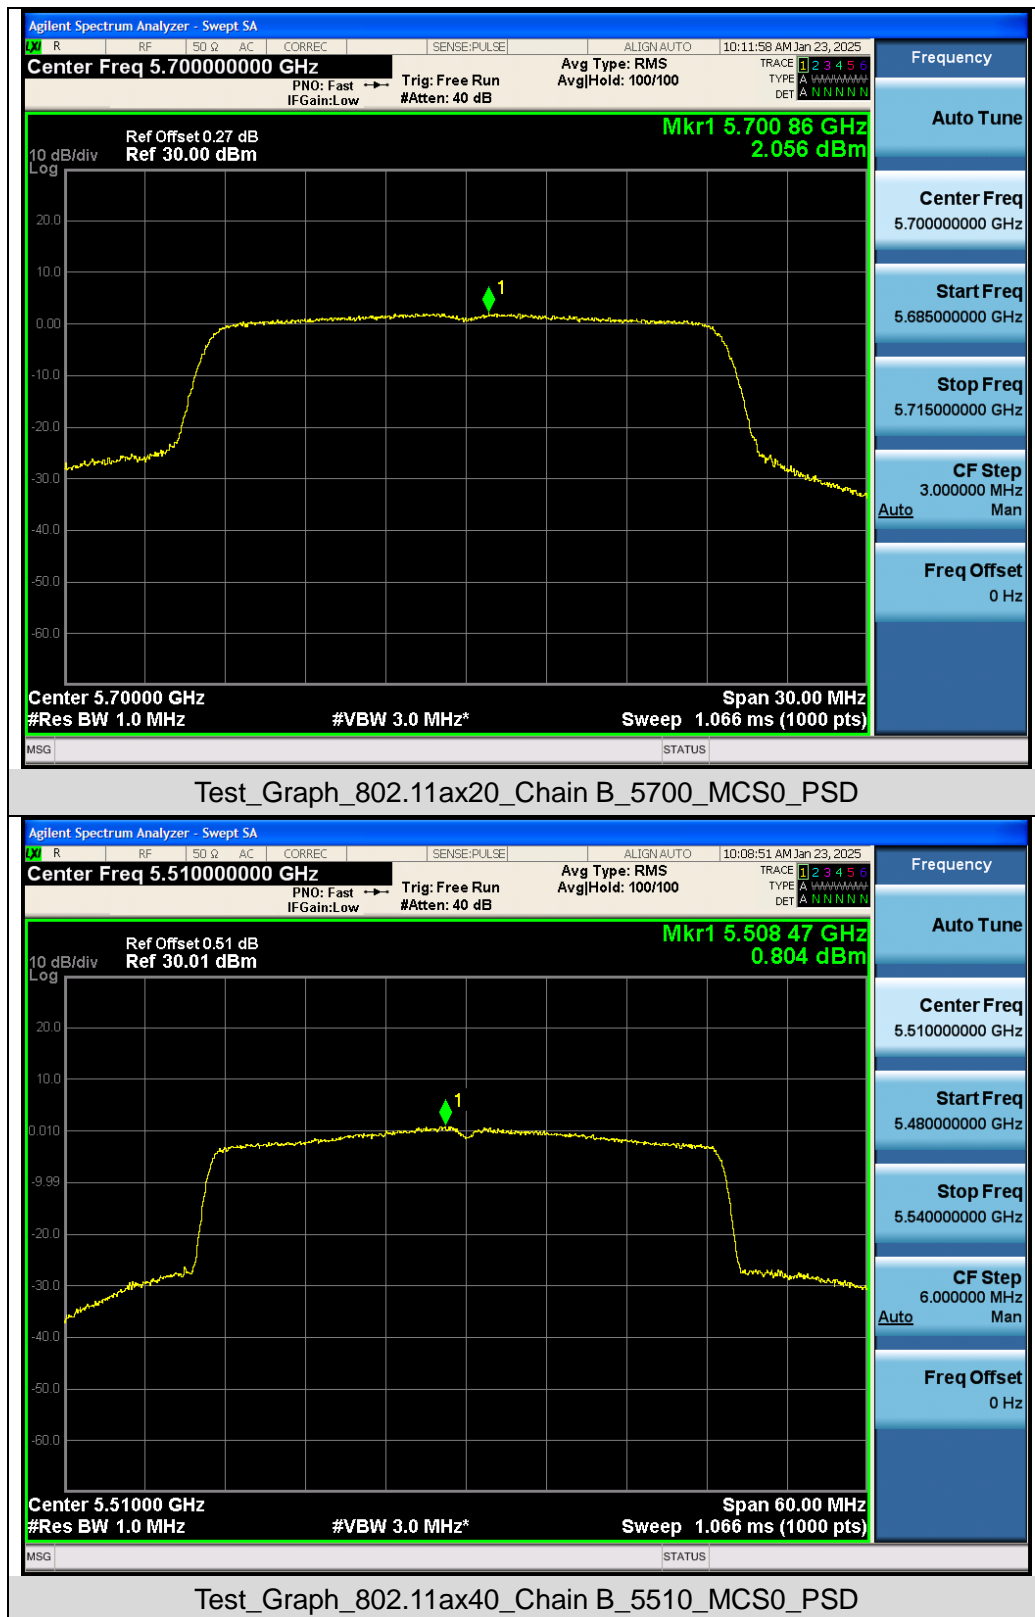 Agilent Spectrum Analyzer - Swept SA
LXI R RF 50 Ω AC CORREC SENSE:PULSE ALIGN AUTO 10:11:58 AM Jan 23, 2025
Center Freq 5.700000000 GHz
PNO: Fast
IFGain:Low
Trig: Free Run
#Atten: 40 dB
Avg Type: RMS
Avg|Hold: 100/100
TRACE 1 2 3 4 5 6
TYPE A WWWWW
DET A N N N N N
Ref Offset 0.27 dB
10 dB/div Ref 30.00 dBm
Log
Mkr1 5.700 86 GHz
2.056 dBm
1
20.0
10.0
0.00
-10.0
-20.0
-30.0
-40.0
-50.0
-60.0
Center 5.70000 GHz Span 30.00 MHz
#Res BW 1.0 MHz #VBW 3.0 MHz* Sweep 1.066 ms (1000 pts)
MSG STATUS
Frequency
Auto Tune
Center Freq
5.700000000 GHz
Start Freq
5.685000000 GHz
Stop Freq
5.715000000 GHz
CF Step
3.000000 MHz
Auto Man
Freq Offset
0 Hz
Test_Graph_802.11ax20_Chain B_5700_MCS0_PSD
Agilent Spectrum Analyzer - Swept SA
LXI R RF 50 Ω AC CORREC SENSE:PULSE ALIGN AUTO 10:08:51 AM Jan 23, 2025
Center Freq 5.510000000 GHz
PNO: Fast
IFGain:Low
Trig: Free Run
#Atten: 40 dB
Avg Type: RMS
Avg|Hold: 100/100
TRACE 1 2 3 4 5 6
TYPE A WWWWW
DET A N N N N N
Ref Offset 0.51 dB
10 dB/div Ref 30.01 dBm
Log
Mkr1 5.508 47 GHz
0.804 dBm
1
20.0
10.0
0.010
-9.99
-20.0
-30.0
-40.0
-50.0
-60.0
Center 5.51000 GHz Span 60.00 MHz
#Res BW 1.0 MHz #VBW 3.0 MHz* Sweep 1.066 ms (1000 pts)
MSG STATUS
Frequency
Auto Tune
Center Freq
5.510000000 GHz
Start Freq
5.480000000 GHz
Stop Freq
5.540000000 GHz
CF Step
6.000000 MHz
Auto Man
Freq Offset
0 Hz
Test_Graph_802.11ax40_Chain B_5510_MCS0_PSD